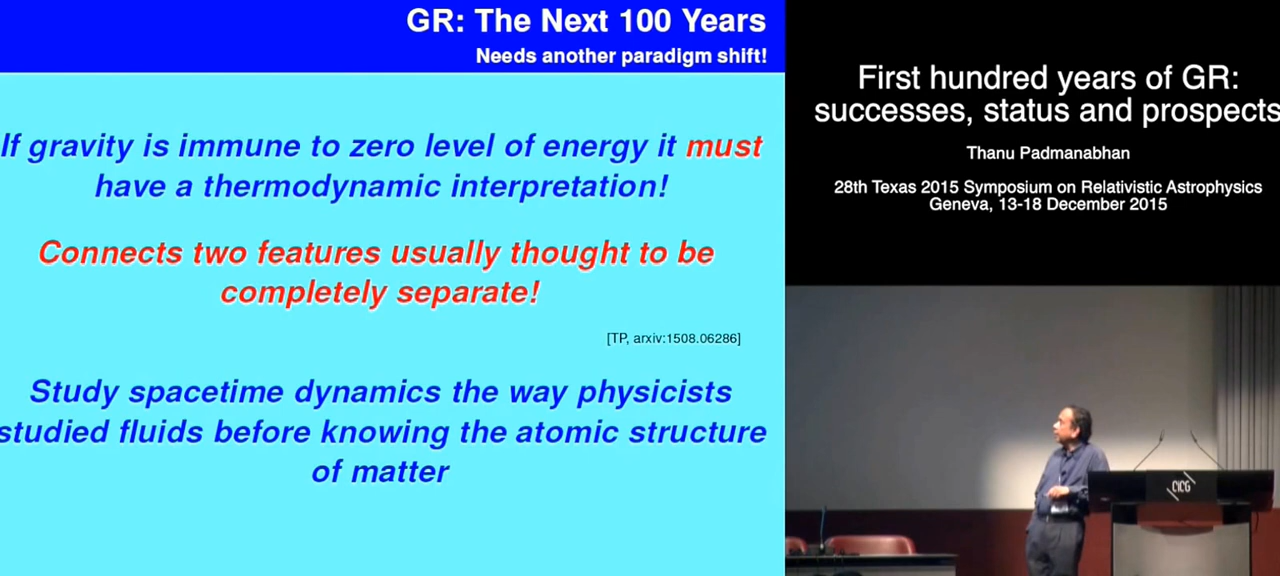 GR: The Next 100 Years
Needs another paradigm shift!
If gravity is immune to zero level of energy it must
have a thermodynamic interpretation!
Connects two features usually thought to be
completely separate!
[TP, arxiv:1508.06286]
Study spacetime dynamics the way physicists
studied fluids before knowing the atomic structure
of matter
First hundred years of GR:
successes, status and prospects
Thanu Padmanabhan
28th Texas 2015 Symposium on Relativistic Astrophysics
Geneva, 13-18 December 2015
CICG